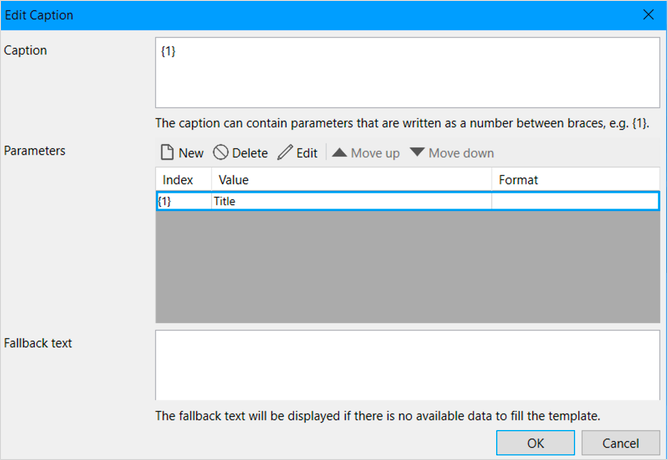 Edit Caption
Caption
{1}
The caption can contain parameters that are written as a number between braces, e.g. {1}.
Parameters
New Delete Edit Move up Move down
Index Value Format
{1} Title
Fallback text
The fallback text will be displayed if there is no available data to fill the template.
OK Cancel